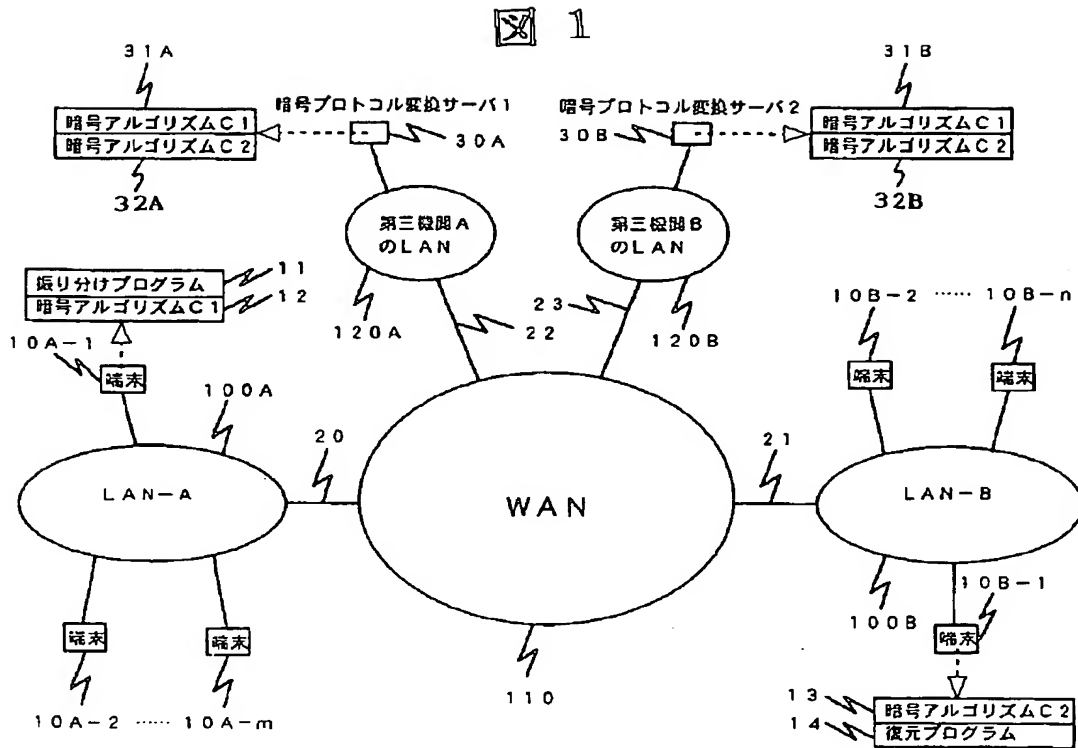 図 1
31A
31B
暗号プロトコル変換サーバ1
暗号プロトコル変換サーバ2
暗号アルゴリズムC1
暗号アルゴリズムC2
30A
30B
暗号アルゴリズムC1
暗号アルゴリズムC2
32A
32B
第三機関A
のLAN
第三機関B
のLAN
振り分けプログラム
暗号アルゴリズムC1
11
12
120A
22
23
120B
10B-2 …… 10B-n
10A-1
端末
100A
端末
端末
20
21
LAN-A
WAN
LAN-B
10B-1
100B
端末
端末
端末
110
10A-2 …… 10A-m
13
14
暗号アルゴリズムC2
復元プログラム